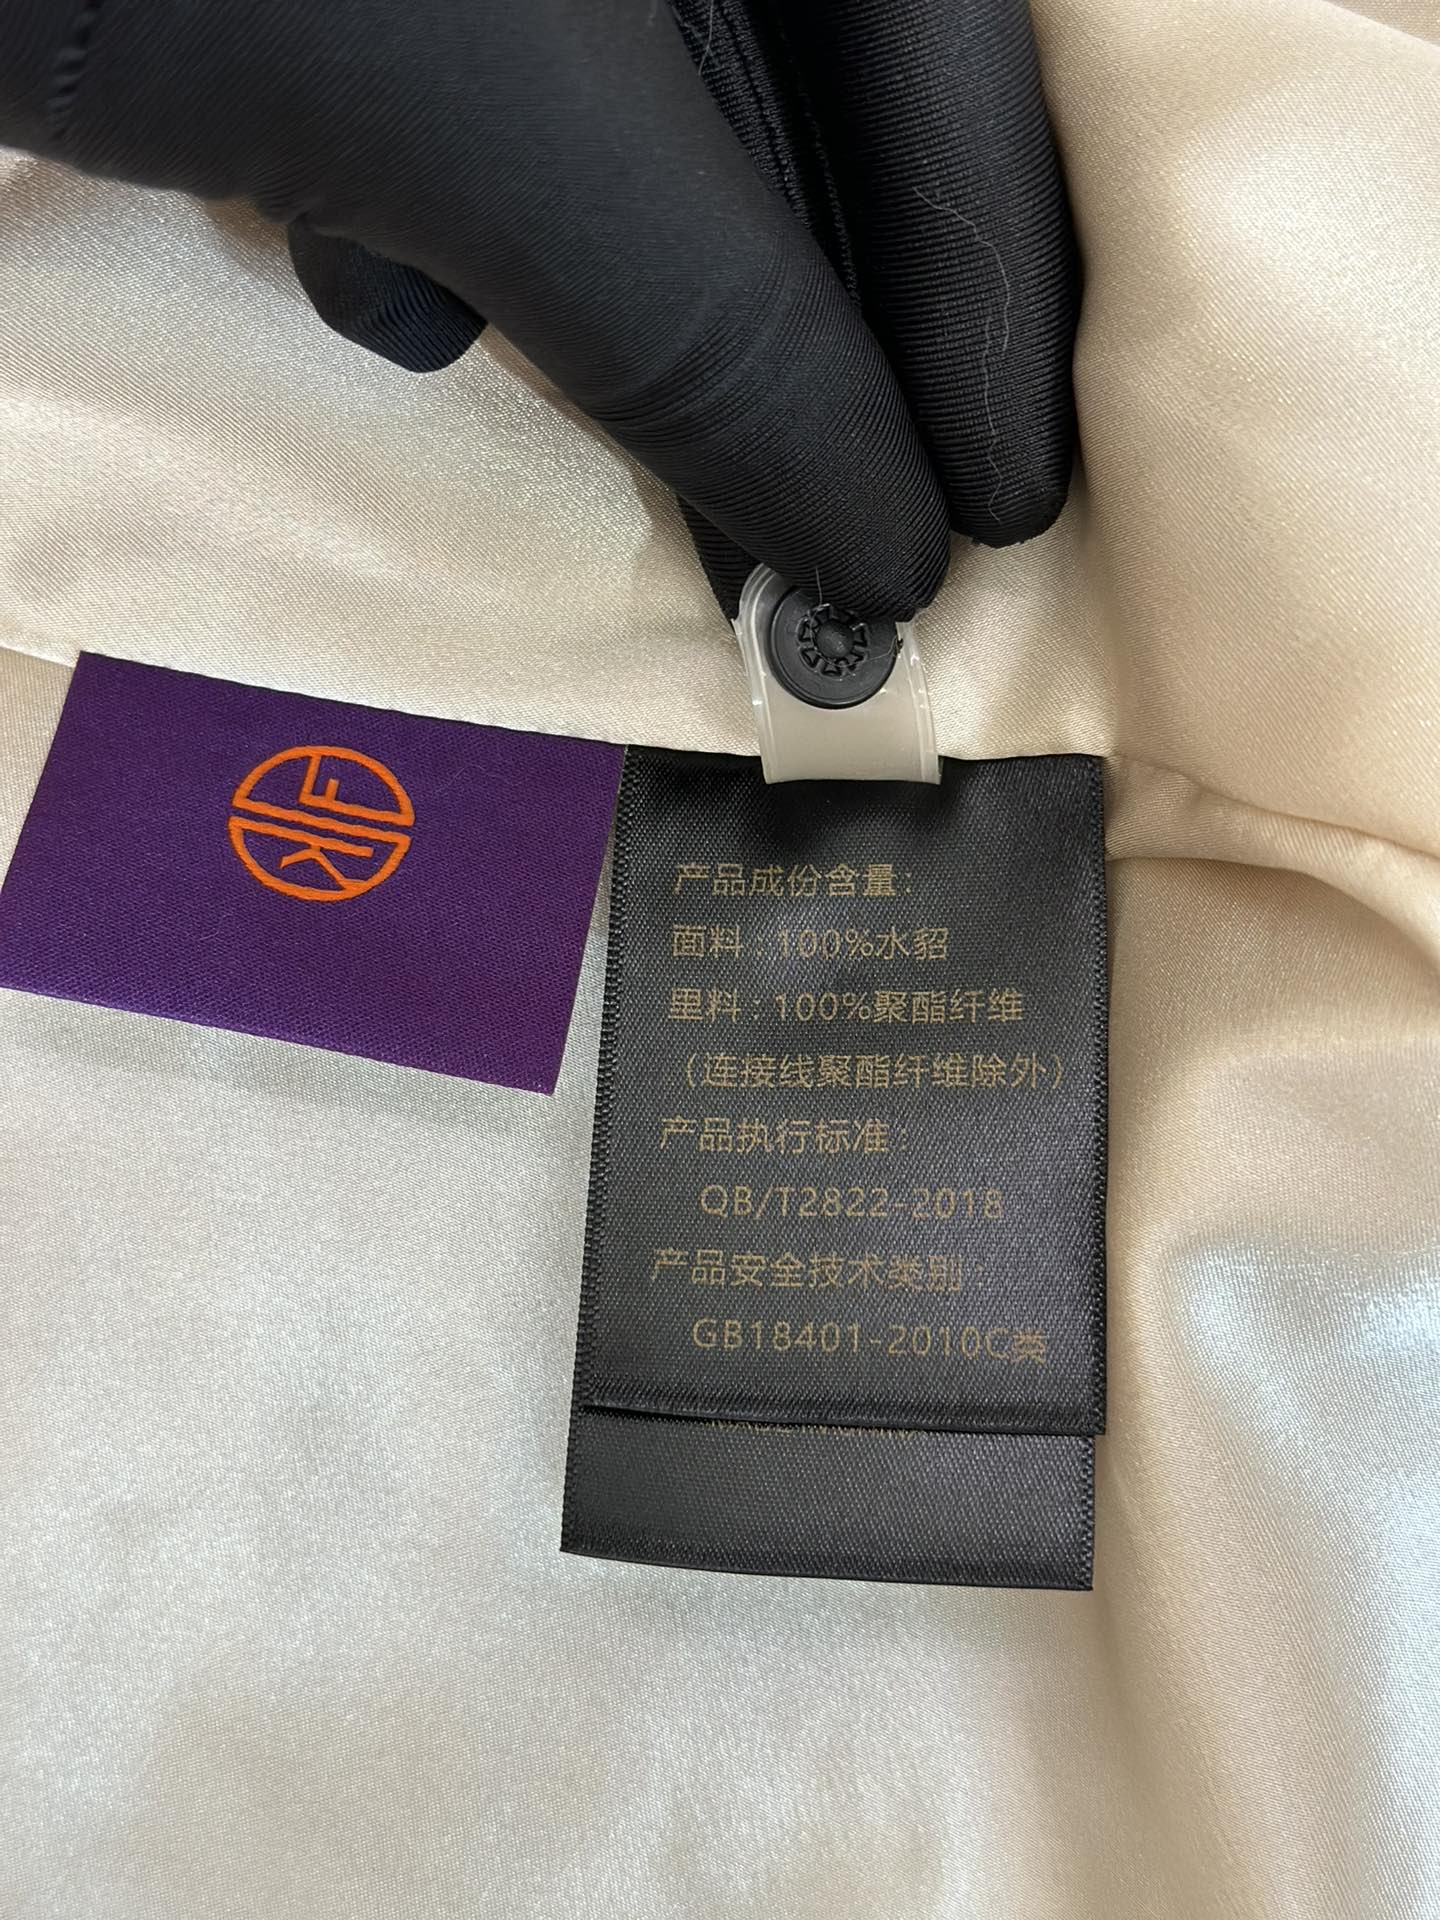 产品成份含量:
面料:100%水貂
里料:100%聚酯纤维
(连接线聚酯纤维除外)
产品执行标准:
QB/T2822-2018
产品安全技术类别:
GB18401-2010C类